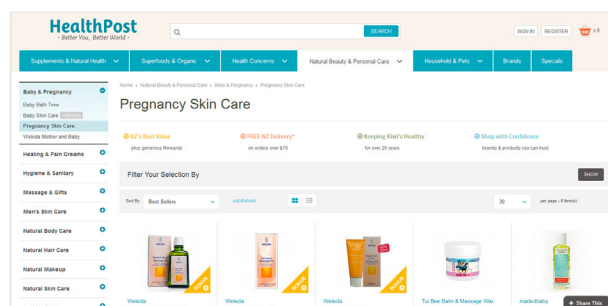 HealthPost
• Better You, Better World •
SEARCH
SIGN IN
REGISTER
x 0
Supplements & Natural Health
Superfoods & Organic
Health Concerns
Natural Beauty & Personal Care
Household & Pets
Brands
Specials
Baby & Pregnancy
Baby Bath Time
Baby Skin Care
Pregnancy Skin Care
Weleda Mother and Baby
Healing & Pain Creams
Hygiene & Sanitary
Massage & Gifts
Men's Skin Care
Natural Body Care
Natural Hair Care
Natural Makeup
Natural Skin Care
Home > Natural Beauty & Personal Care > Baby & Pregnancy > Pregnancy Skin Care
Pregnancy Skin Care
NZ's Best Value
plus generous Rewards
FREE NZ Delivery*
on orders over $79
Keeping Kiwi's Healthy
for over 25 years
Shop with Confidence
brands & products you can trust
Filter Your Selection By
SHOW
Sort By
Best Sellers
ASCENDING
30
per page - 6 item(s)
Weleda
Weleda
Weleda
Tui Bee Balm & Massage Wax
made4baby
+ Share This